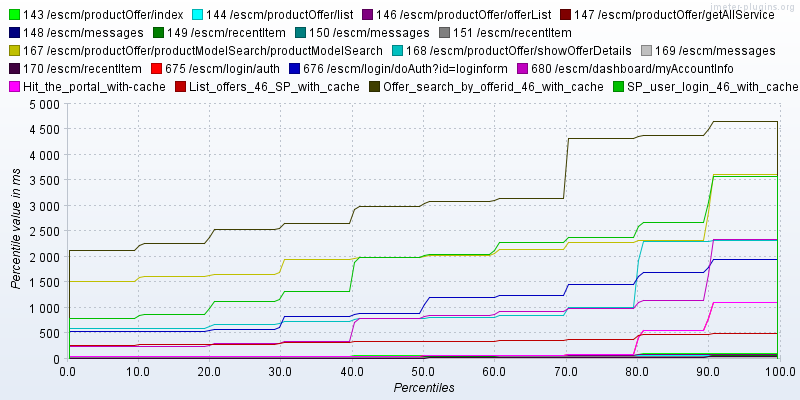 jmeter-plugins.org
143 /escm/productOffer/index 144 /escm/productOffer/list 146 /escm/productOffer/offerList 147 /escm/productOffer/getAllService
148 /escm/messages 149 /escm/recentItem 150 /escm/messages 151 /escm/recentItem
167 /escm/productOffer/productModelSearch/productModelSearch 168 /escm/productOffer/showOfferDetails 169 /escm/messages
170 /escm/recentItem 675 /escm/login/auth 676 /escm/login/doAuth?id=loginform 680 /escm/dashboard/myAccountInfo
Hit_the_portal_with-cache List_offers_46_SP_with_cache Offer_search_by_offerid_46_with_cache SP_user_login_46_with_cache
5 000
4 500
4 000
3 500
3 000
2 500
2 000
1 500
1 000
500
0
Percentile value in ms
0.0 10.0 20.0 30.0 40.0 50.0 60.0 70.0 80.0 90.0 100.0
Percentiles